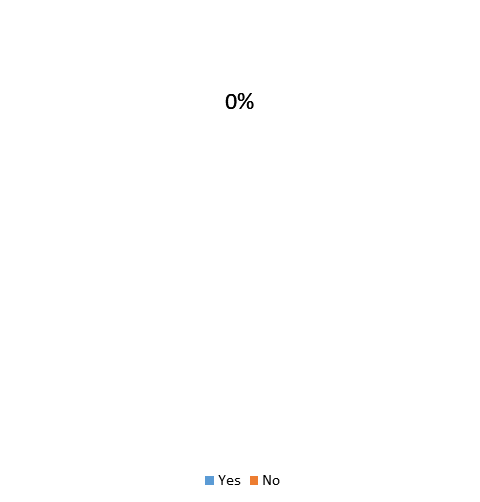 0%
Yes No